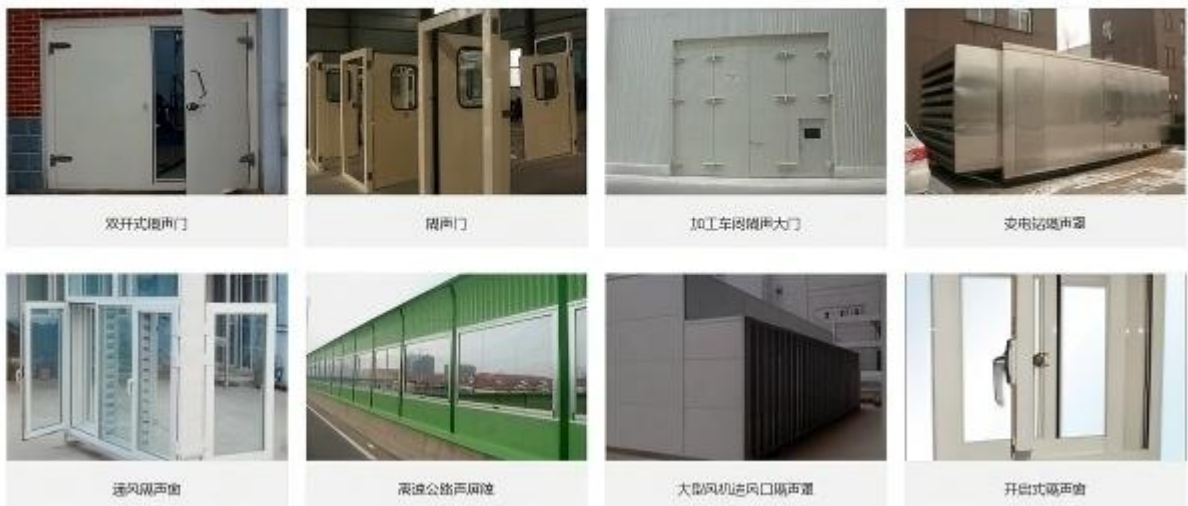 双开式隔声门
隔声门
加工车间隔声大门
变电站隔声罩
通风隔声窗
高速公路声屏障
大型风机进风口隔声罩
开启式隔声窗